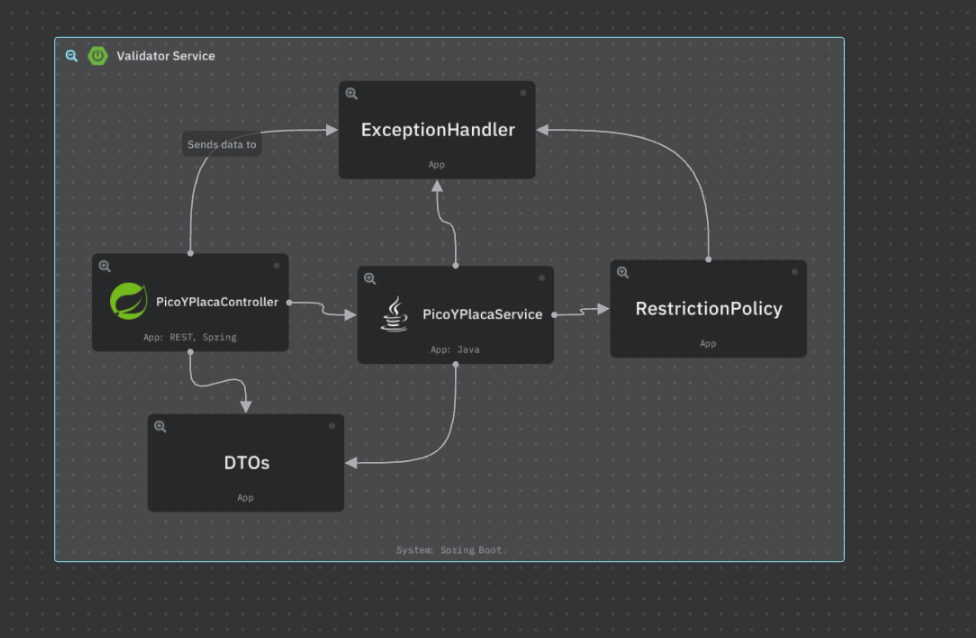 Validator Service
ExceptionHandler
App
Sends data to
PicoYPlacaController
App: REST, Spring
PicoYPlacaService
App: Java
RestrictionPolicy
App
DTOs
App
System: Spring Boot